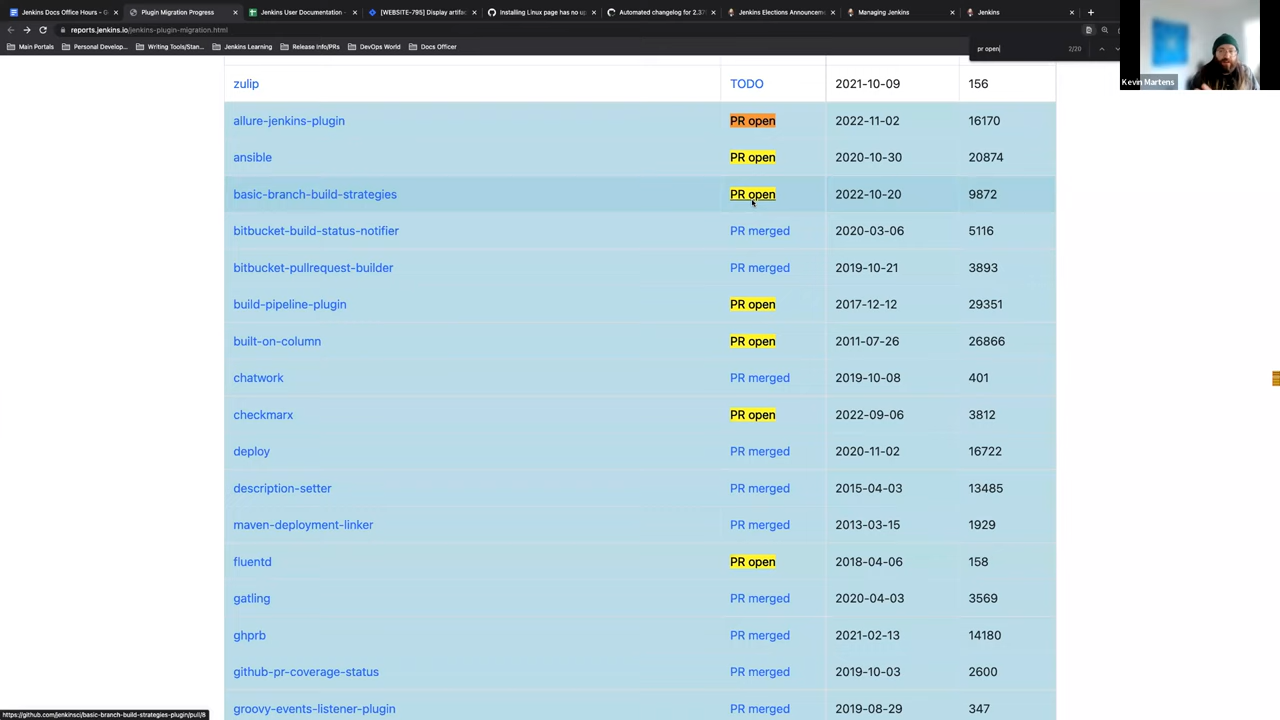 Jenkins Docs Office Hours - G
Plugin Migration Progress
Jenkins User Documentation -
[WEBSITE-795] Display artifac
Installing Linux page has no up
Automated changelog for 2.37
Jenkins Elections Announcem
Managing Jenkins
Jenkins
reports.jenkins.io/jenkins-plugin-migration.html
pr open
2/20
Main Portals
Personal Develop...
Writing Tools/Stan...
Jenkins Learning
Release Info/PRs
DevOps World
Docs Officer
Kevin Martens
zulip TODO 2021-10-09 156
allure-jenkins-plugin PR open 2022-11-02 16170
ansible PR open 2020-10-30 20874
basic-branch-build-strategies PR open 2022-10-20 9872
bitbucket-build-status-notifier PR merged 2020-03-06 5116
bitbucket-pullrequest-builder PR merged 2019-10-21 3893
build-pipeline-plugin PR open 2017-12-12 29351
built-on-column PR open 2011-07-26 26866
chatwork PR merged 2019-10-08 401
checkmarx PR open 2022-09-06 3812
deploy PR merged 2020-11-02 16722
description-setter PR merged 2015-04-03 13485
maven-deployment-linker PR merged 2013-03-15 1929
fluentd PR open 2018-04-06 158
gatling PR merged 2020-04-03 3569
ghprb PR merged 2021-02-13 14180
github-pr-coverage-status PR merged 2019-10-03 2600
groovy-events-listener-plugin PR merged 2019-08-29 347
https://github.com/jenkinsci/basic-branch-build-strategies-plugin/pull/8